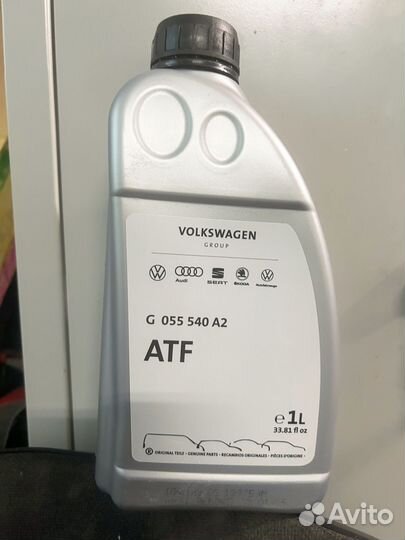 VOLKSWAGEN
GROUP
Audi SEAT ŠKODA Nutzfahrzeuge
G 055 540 A2
ATF
e 1L
33.81 fl oz
ORIGINAL TEILE · GENUINE PARTS · RECAMBIOS ORIGINALES · PIÈCES D'ORIGINE ·
Avito